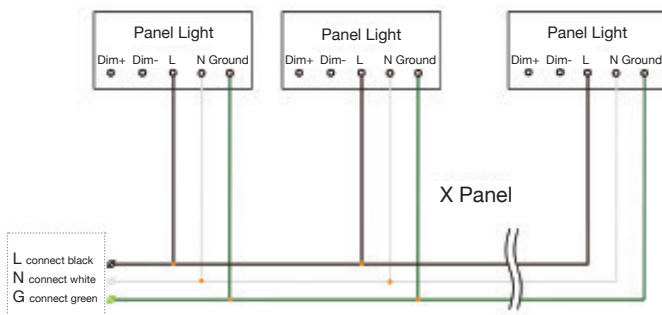 Panel Light
Dim+ Dim- L N Ground
Panel Light
Dim+ Dim- L N Ground
Panel Light
Dim+ Dim- L N Ground
X Panel
L connect black
N connect white
G connect green